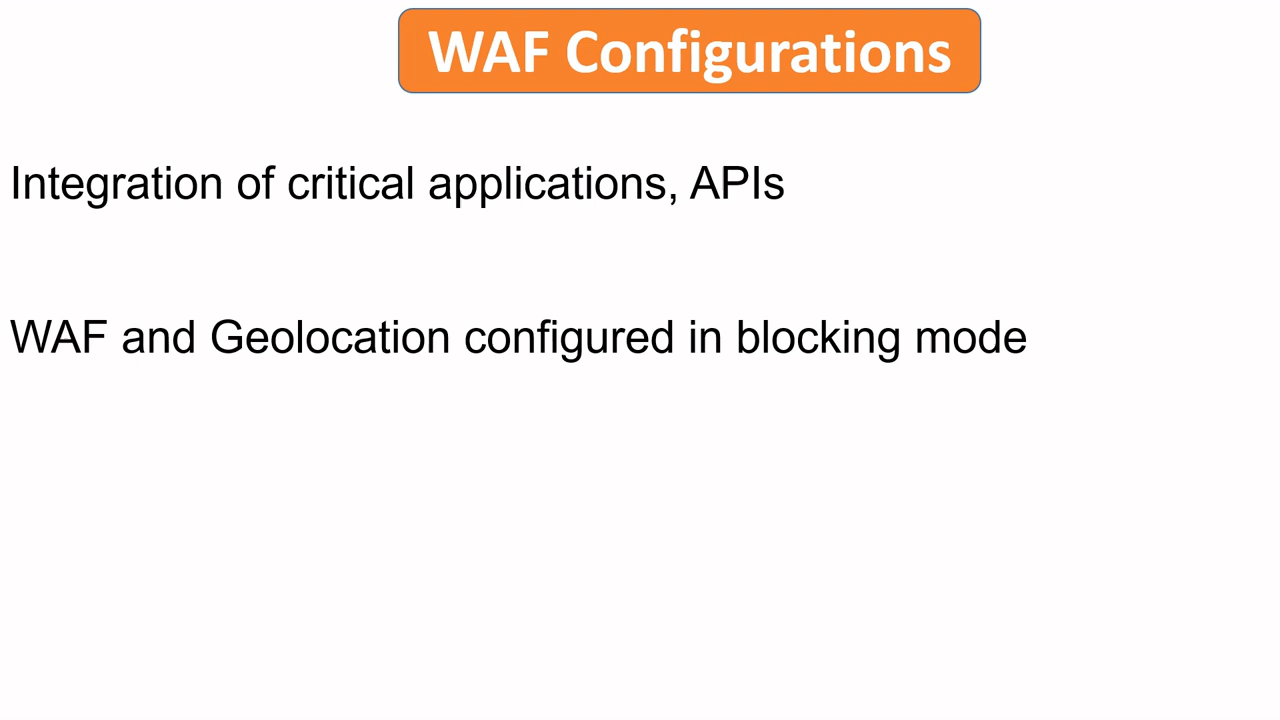 WAF Configurations
Integration of critical applications, APIs
WAF and Geolocation configured in blocking mode